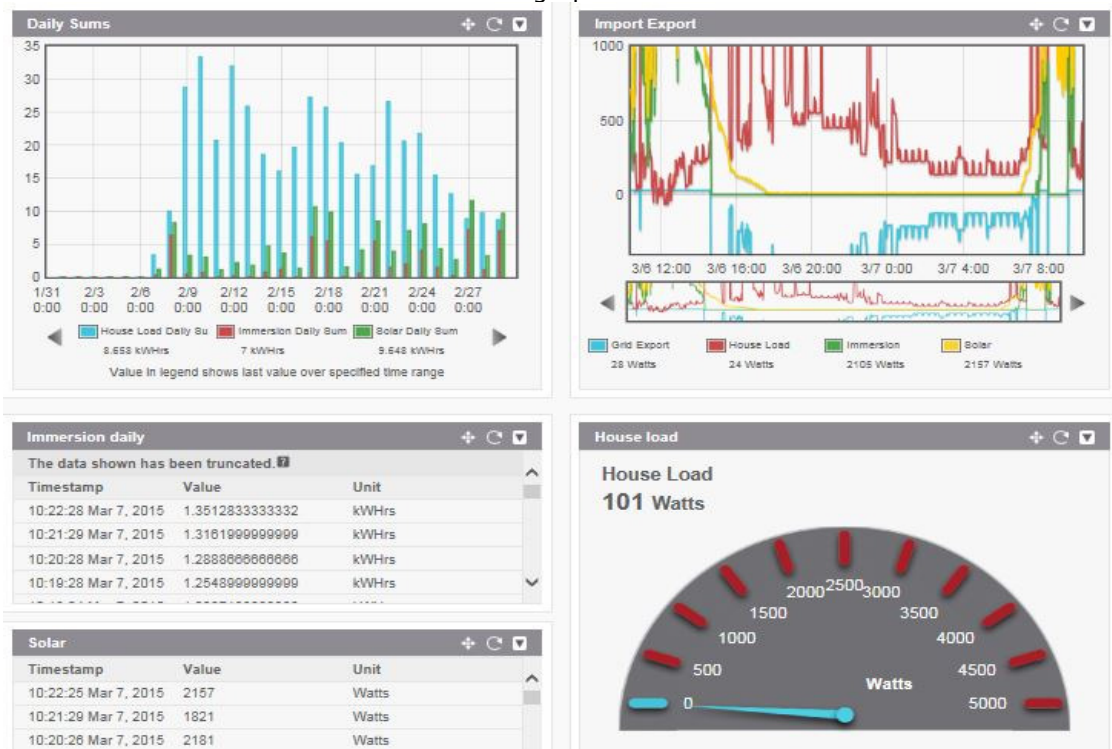 Daily Sums
35
30
25
20
15
10
5
0
1/31 2/3 2/6 2/9 2/12 2/15 2/18 2/21 2/24 2/27
0:00 0:00 0:00 0:00 0:00 0:00 0:00 0:00 0:00 0:00
House Load Daily Su Immersion Daily Sum Solar Daily Sum
8.658 kWHrs 7 kWHrs 9.648 kWHrs
Value in legend shows last value over specified time range
Import Export
1000
500
0
3/6 12:00 3/6 16:00 3/6 20:00 3/7 0:00 3/7 4:00 3/7 8:00
Grid Export House Load Immersion Solar
28 Watts 24 Watts 2105 Watts 2157 Watts
Immersion daily
The data shown has been truncated.?
Timestamp Value Unit
10:22:28 Mar 7, 2015 1.3512833333332 kWHrs
10:21:29 Mar 7, 2015 1.3161999999999 kWHrs
10:20:28 Mar 7, 2015 1.2888666666666 kWHrs
10:19:28 Mar 7, 2015 1.2548999999999 kWHrs
House load
House Load
101 Watts
0
500
1000
1500
2000
2500
3000
3500
4000
4500
5000
Watts
Solar
Timestamp Value Unit
10:22:25 Mar 7, 2015 2157 Watts
10:21:29 Mar 7, 2015 1821 Watts
10:20:26 Mar 7, 2015 2181 Watts